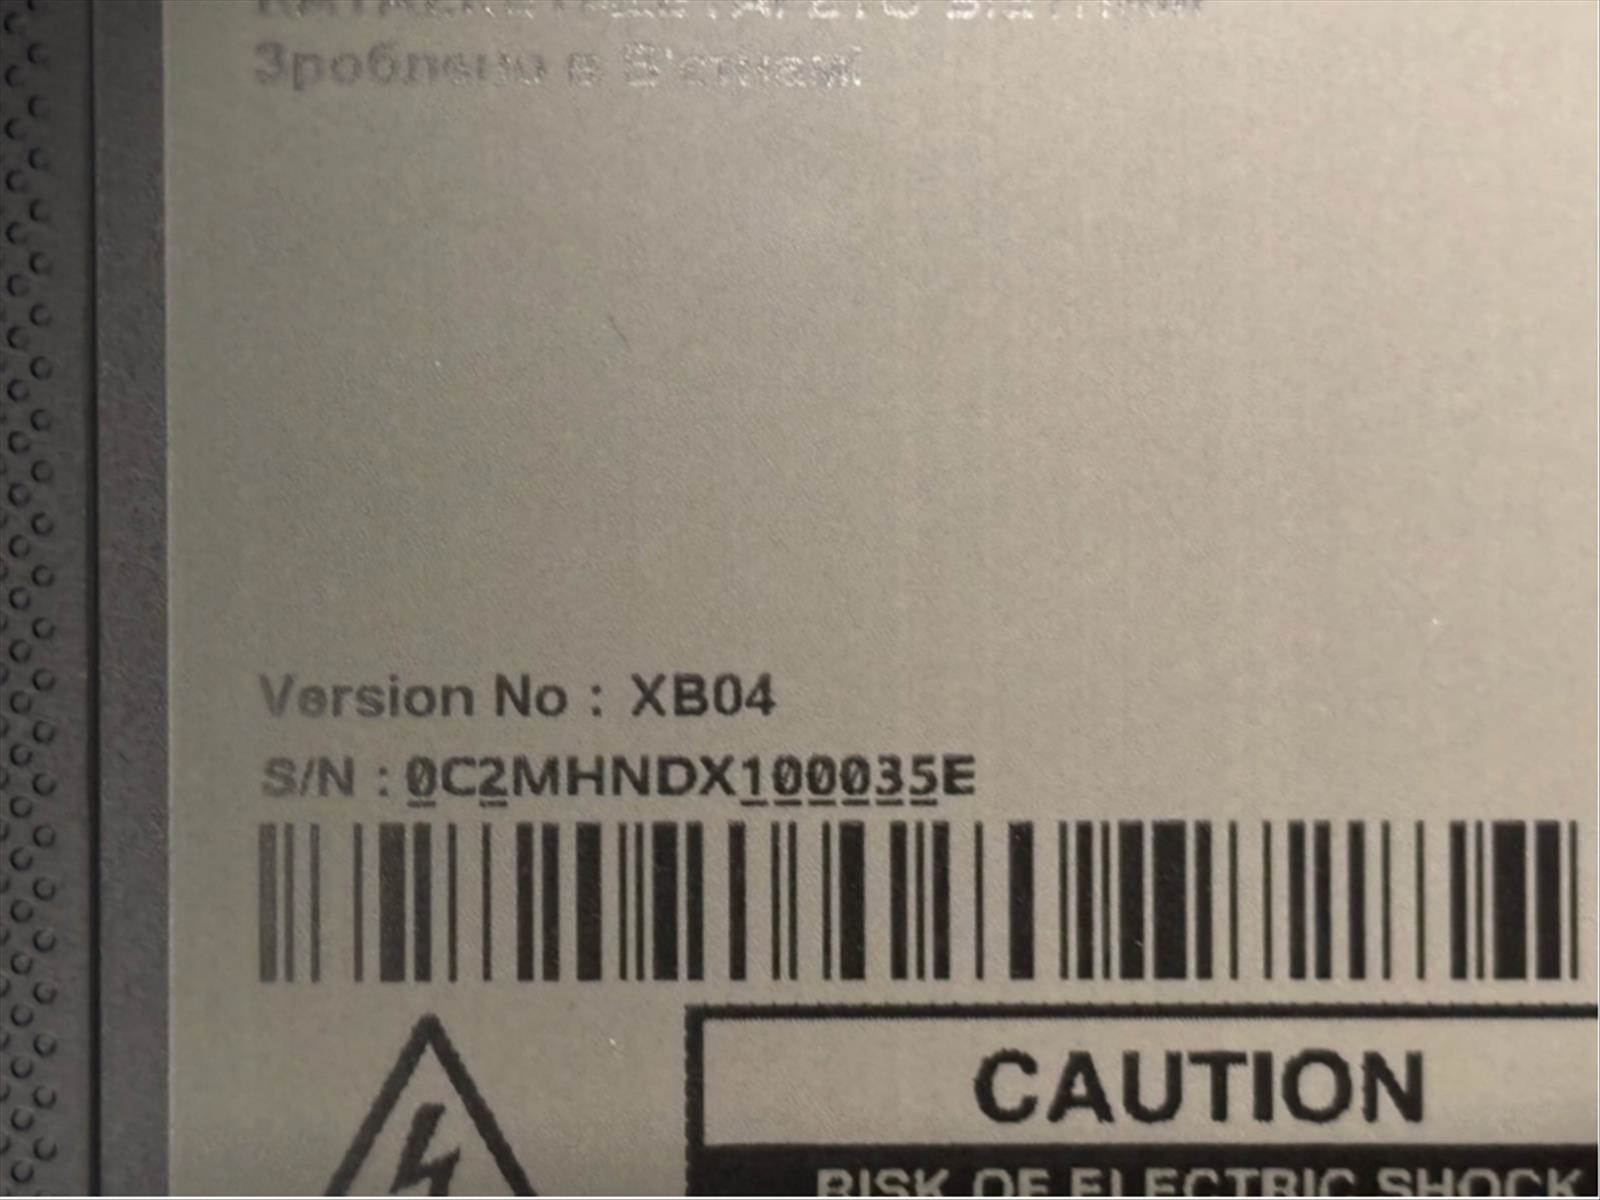 Зроблено в В'єтнамі
Version No : XB04
S/N : 0C2MHNDX100035E
CAUTION
RISK OF ELECTRIC SHOCK